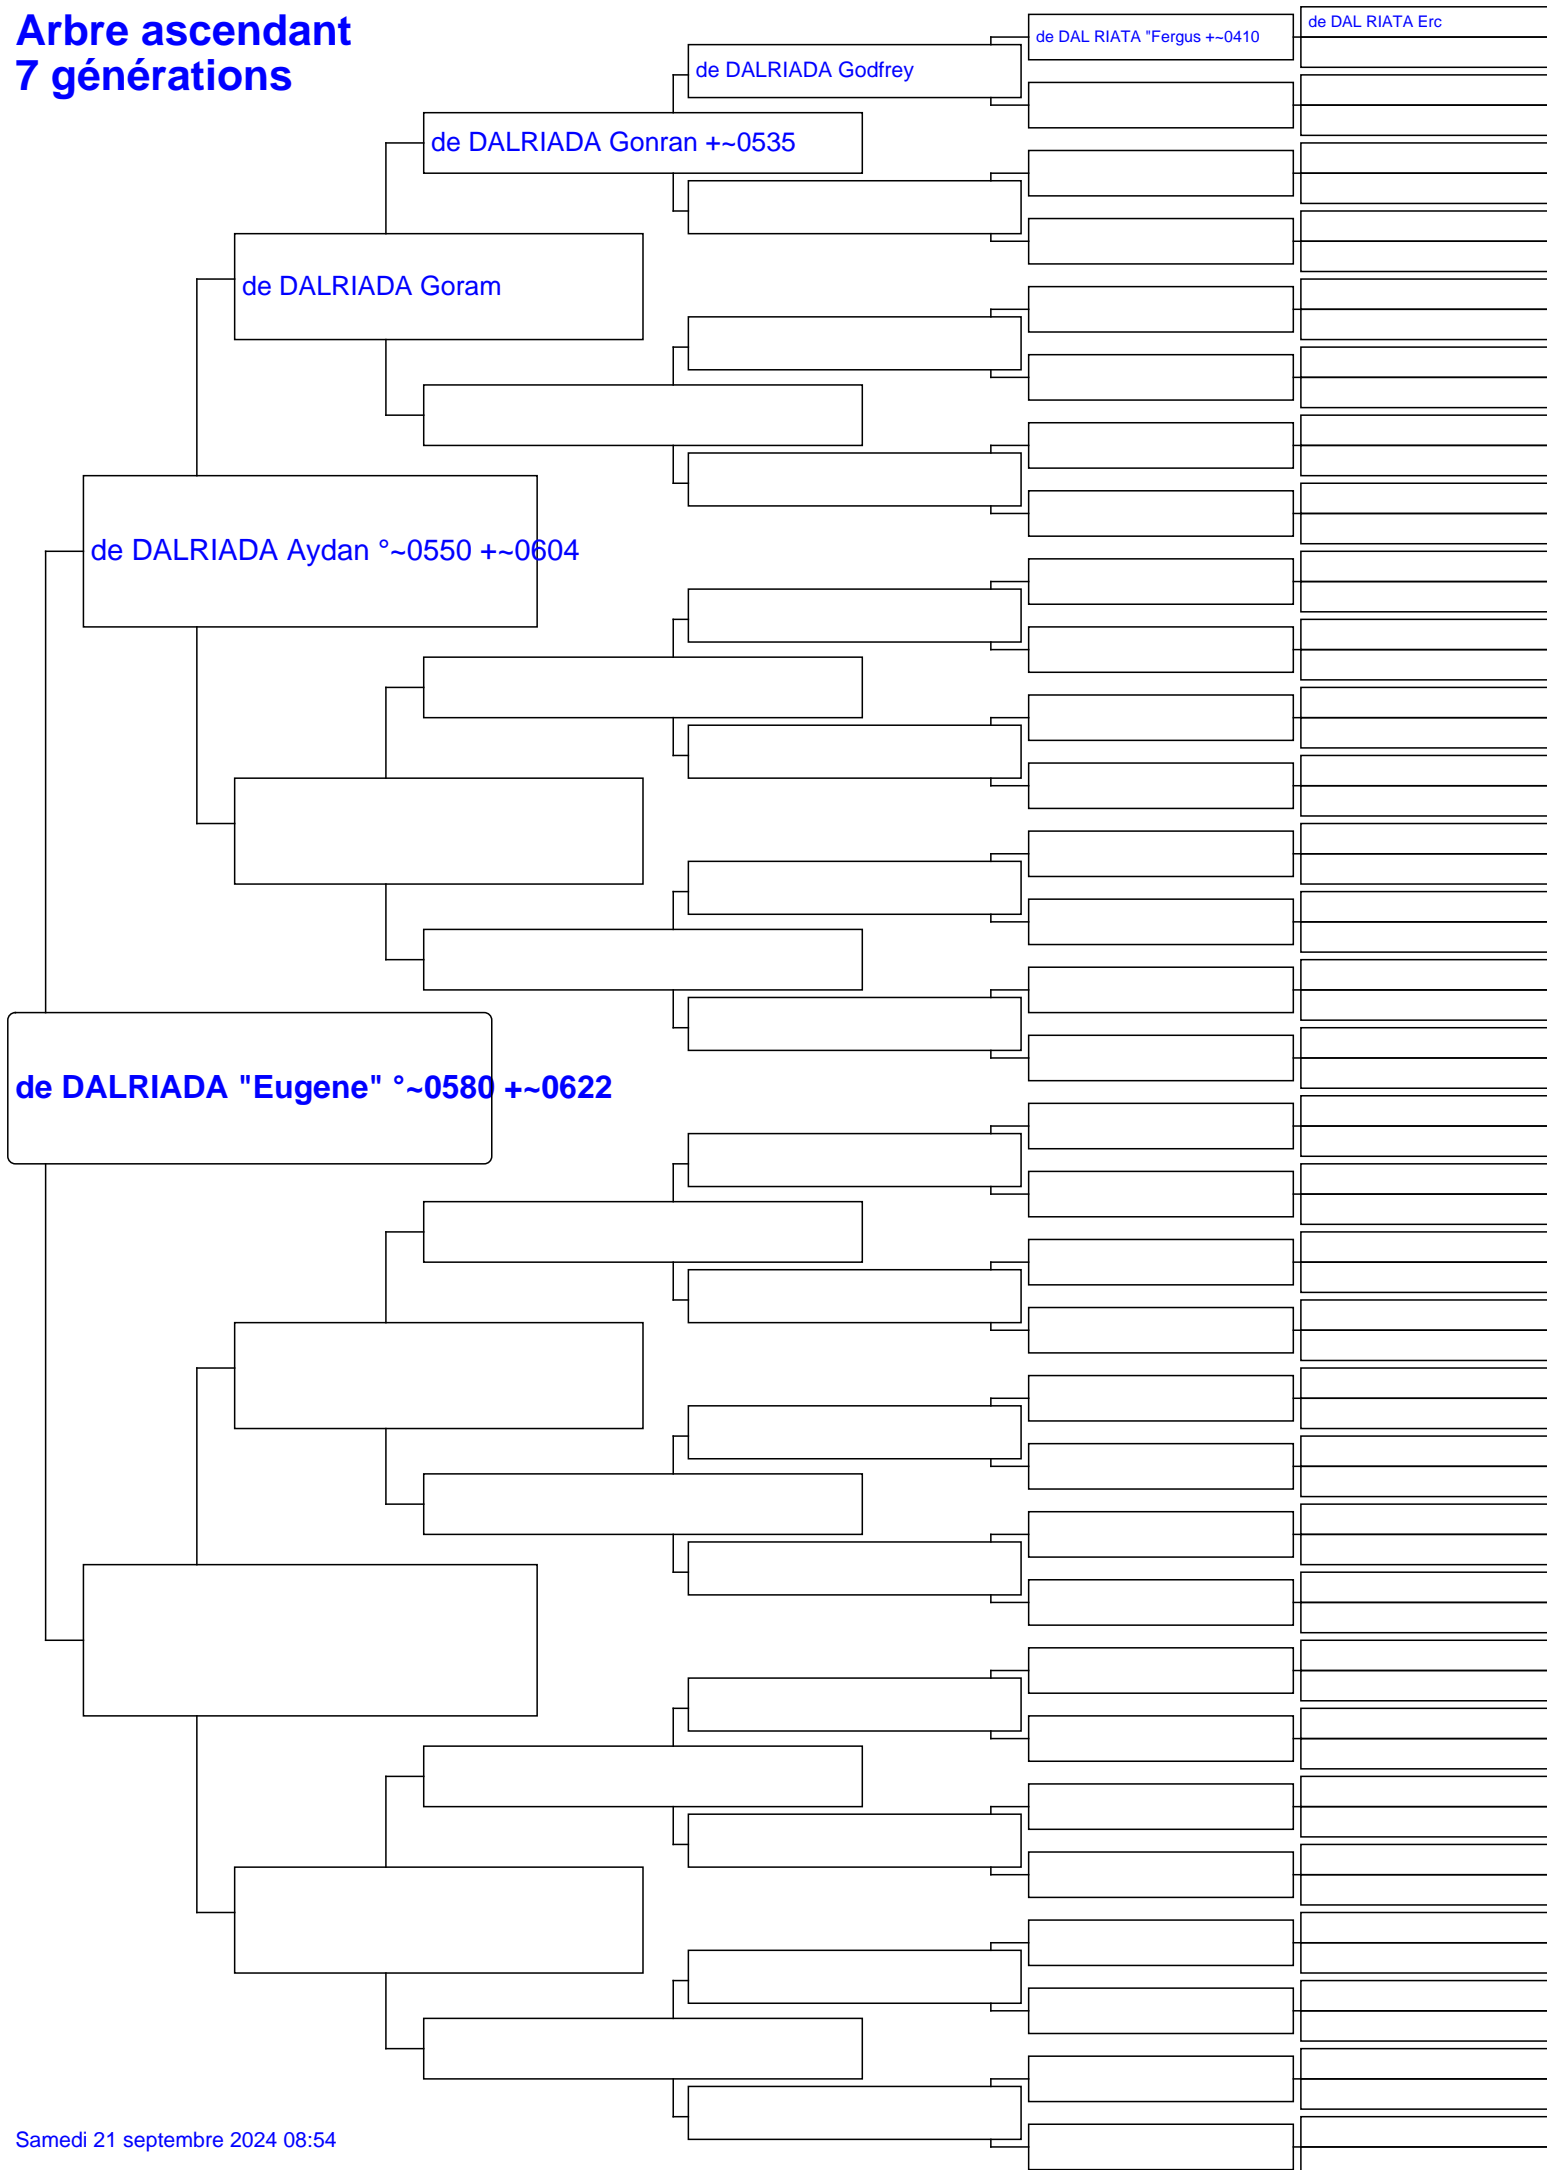 Arbre ascendant
7 générations
de DAL RIATA Erc
de DAL RIATA "Fergus +~0410
de DALRIADA Godfrey
de DALRIADA Gonran +~0535
de DALRIADA Goram
de DALRIADA Aydan °~0550 +~0604
de DALRIADA "Eugene" °~0580 +~0622
Samedi 21 septembre 2024 08:54